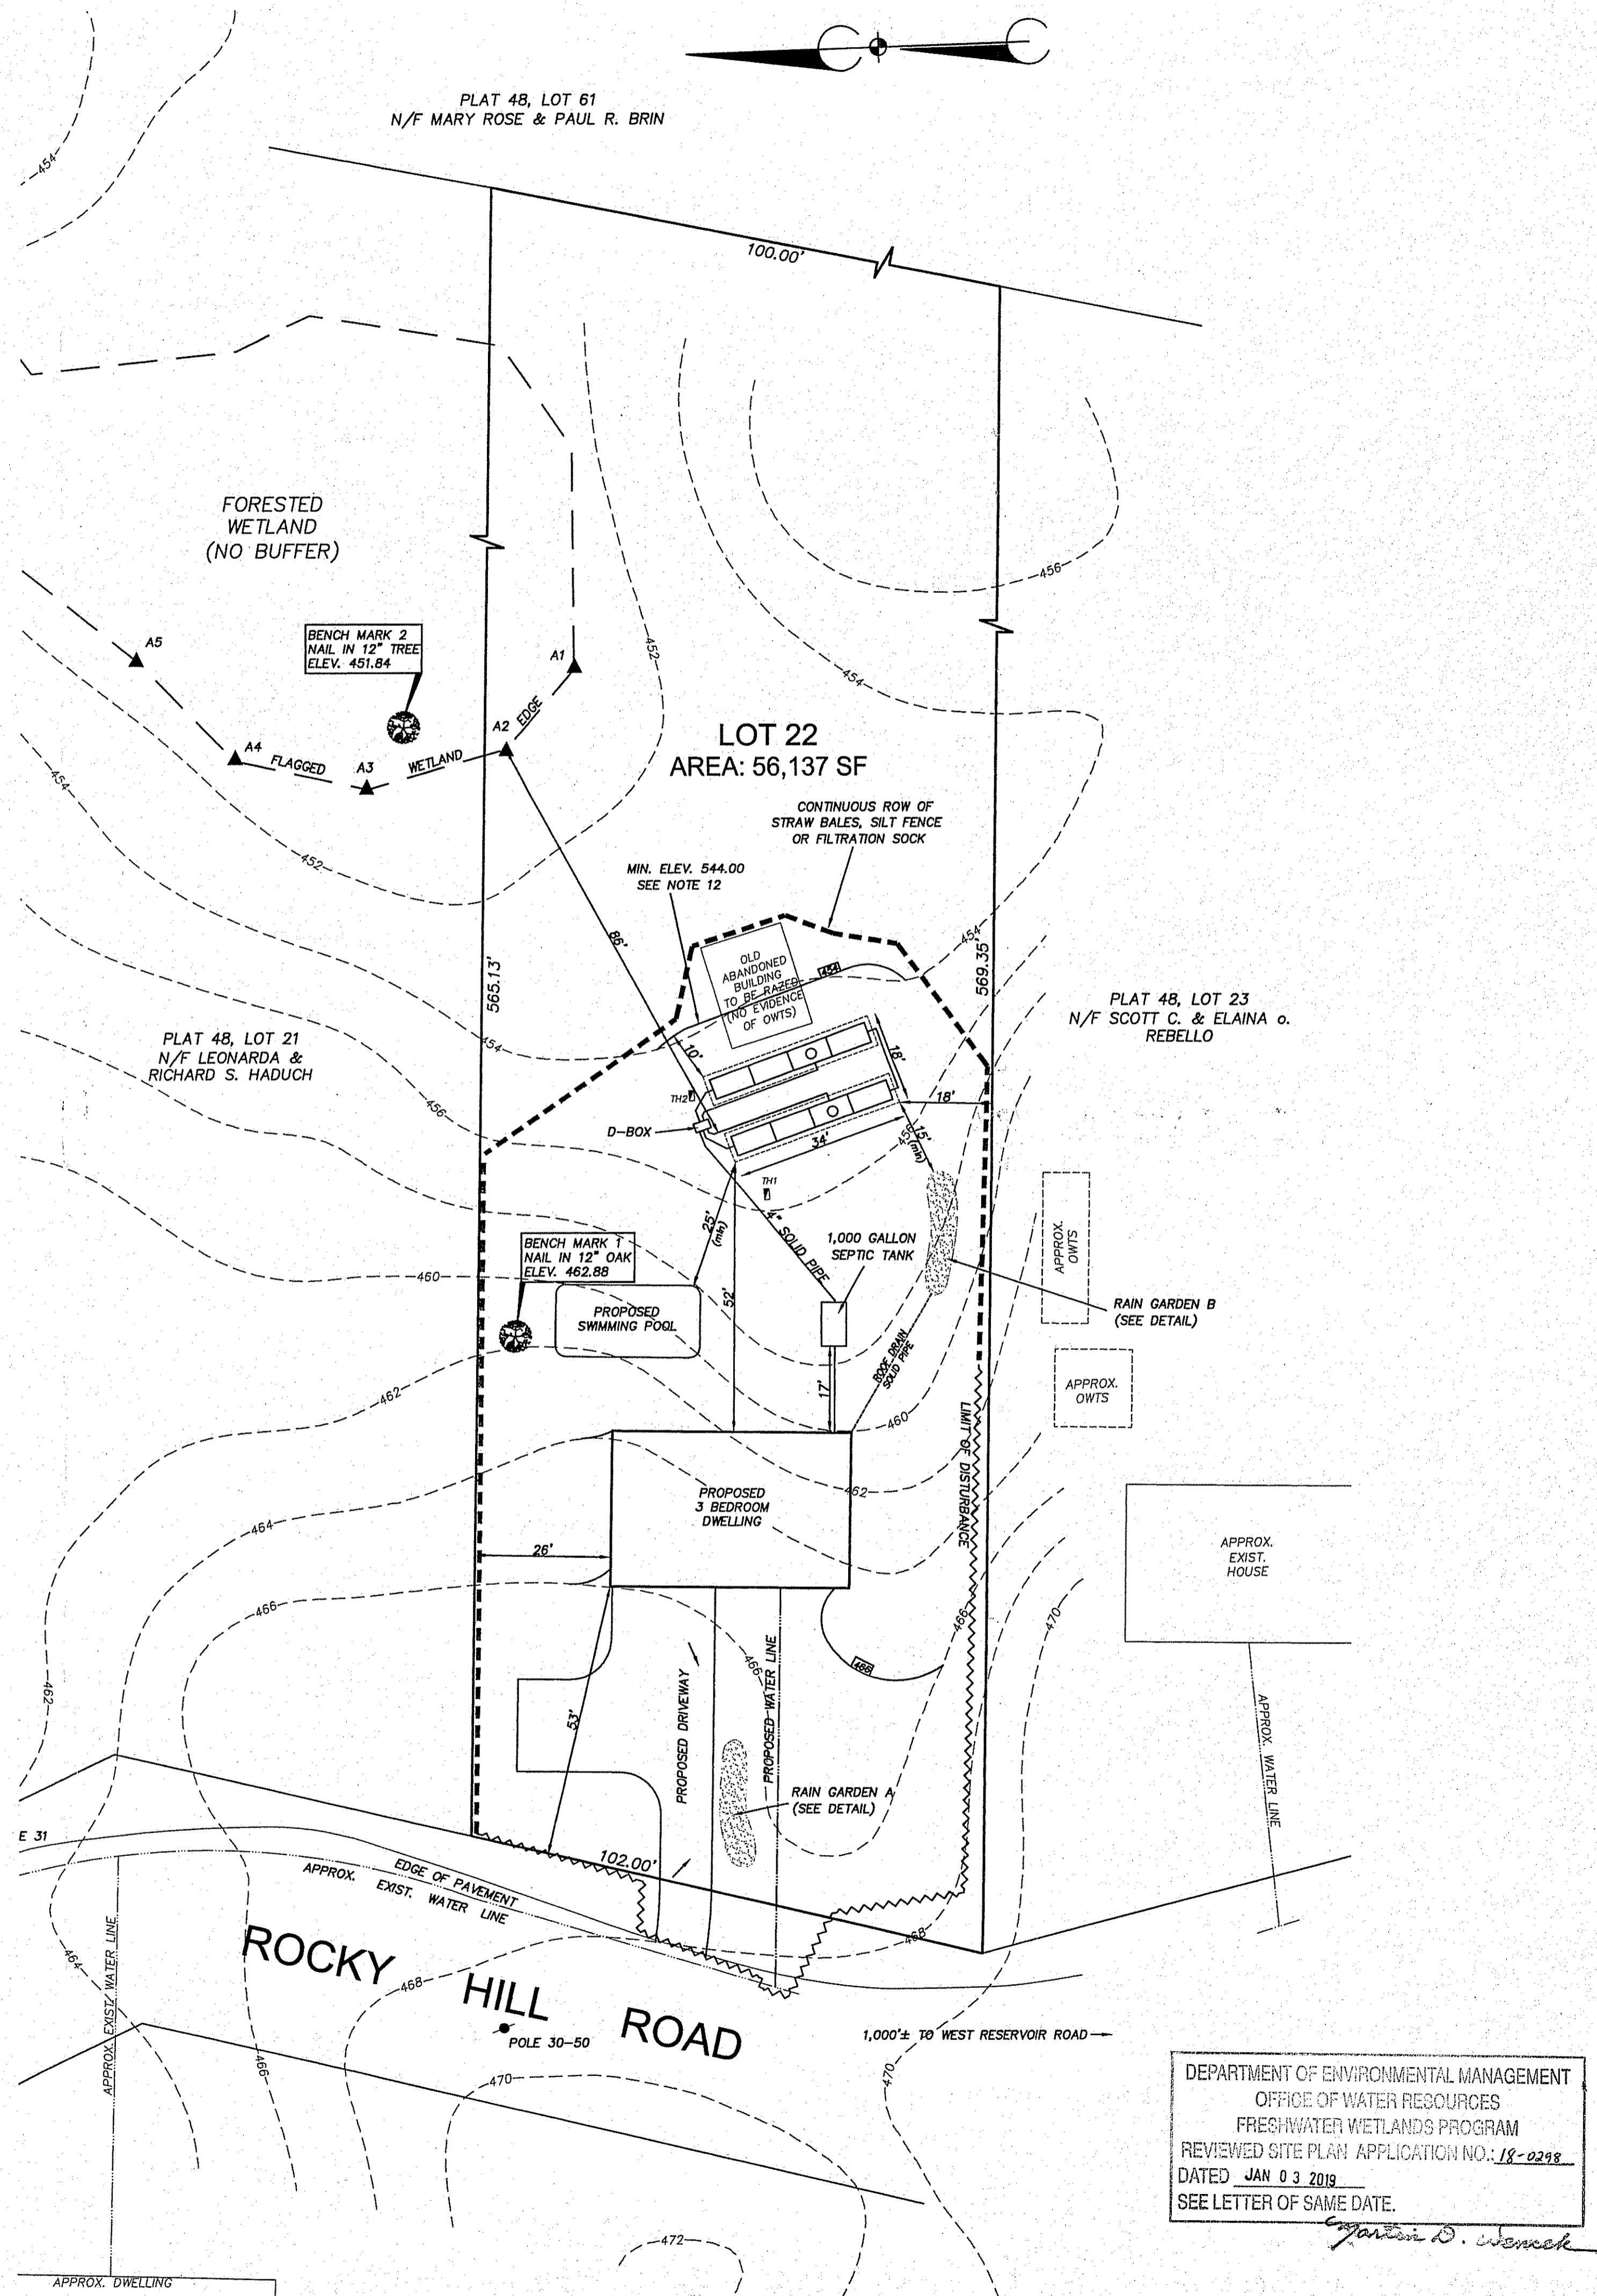 PLAT 48, LOT 61
N/F MARY ROSE & PAUL R. BRIN
454
100.00'
FORESTED
WETLAND
(NO BUFFER)
456
BENCH MARK 2
NAIL IN 12" TREE
ELEV. 451.84
A5
A1
452
454
A2
EDGE
A4
FLAGGED
A3
WETLAND
LOT 22
AREA: 56,137 SF
454
452
CONTINUOUS ROW OF
STRAW BALES, SILT FENCE
OR FILTRATION SOCK
MIN. ELEV. 544.00
SEE NOTE 12
86'
565.13'
569.35'
454
OLD
ABANDONED
BUILDING
TO BE RAZED
(NO EVIDENCE
OF OWTS)
454
PLAT 48, LOT 21
N/F LEONARDA &
RICHARD S. HADUCH
PLAT 48, LOT 23
N/F SCOTT C. & ELAINA o.
REBELLO
454
10'
18'
TH2
18'
456
D-BOX
34'
456
15'
(min)
TH1
25'
(min)
4" SOLID PIPE
1,000 GALLON
SEPTIC TANK
APPROX.
OWTS
BENCH MARK 1
NAIL IN 12" OAK
ELEV. 462.88
460
52'
PROPOSED
SWIMMING POOL
RAIN GARDEN B
(SEE DETAIL)
ROOF DRAIN
SOLID PIPE
17'
APPROX.
OWTS
462
460
LIMIT OF DISTURBANCE
PROPOSED
3 BEDROOM
DWELLING
462
464
26'
APPROX.
EXIST.
HOUSE
466
466
470
466
466
53'
PROPOSED DRIVEWAY
PROPOSED WATER LINE
462
APPROX. WATER LINE
RAIN GARDEN A
(SEE DETAIL)
E 31
102.00'
EDGE OF PAVEMENT
APPROX. EXIST. WATER LINE
468
464
APPROX. EXIST. WATER LINE
ROCKY HILL ROAD
468
POLE 30-50
1,000'± TO WEST RESERVOIR ROAD
466
470
470
472
APPROX. DWELLING
DEPARTMENT OF ENVIRONMENTAL MANAGEMENT
OFFICE OF WATER RESOURCES
FRESHWATER WETLANDS PROGRAM
REVIEWED SITE PLAN APPLICATION NO.: 18-0298
DATED JAN 03 2019
SEE LETTER OF SAME DATE.
Martin D. Wencek